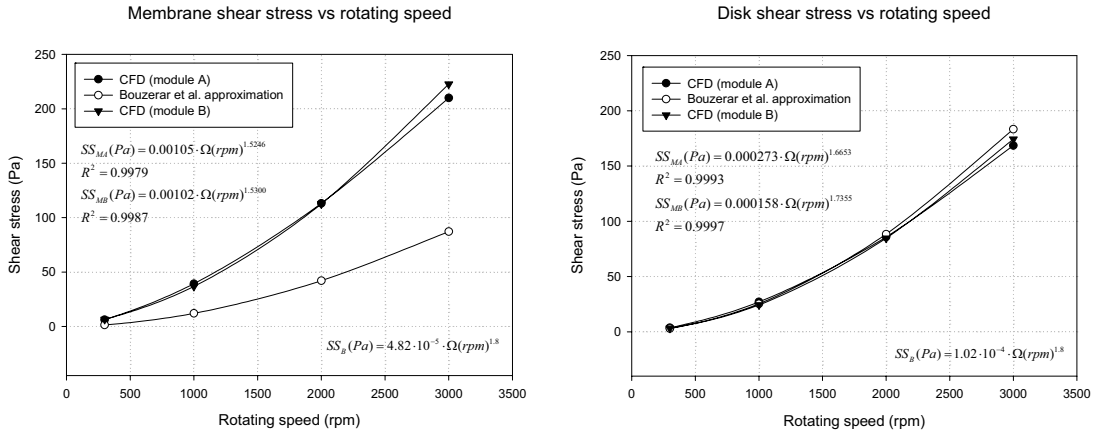 Membrane shear stress vs rotating speed
250
200
150
100
50
0
Shear stress (Pa)
CFD (module A)
Bouzerar et al. approximation
CFD (module B)
SS_MA(Pa) = 0.00105·Ω(rpm)^1.5246
R² = 0.9979
SS_MB(Pa) = 0.00102·Ω(rpm)^1.5300
R² = 0.9987
SS_B(Pa) = 4.82·10^-5·Ω(rpm)^1.8
0 500 1000 1500 2000 2500 3000 3500
Rotating speed (rpm)
Disk shear stress vs rotating speed
250
200
150
100
50
0
Shear stress (Pa)
CFD (module A)
Bouzerar et al. approximation
CFD (module B)
SS_MA(Pa) = 0.000273·Ω(rpm)^1.6653
R² = 0.9993
SS_MB(Pa) = 0.000158·Ω(rpm)^1.7355
R² = 0.9997
SS_B(Pa) = 1.02·10^-4·Ω(rpm)^1.8
0 500 1000 1500 2000 2500 3000 3500
Rotating speed (rpm)